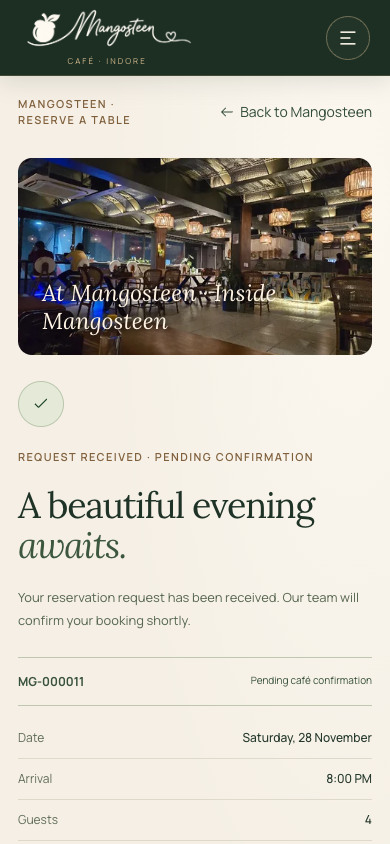 Mangosteen
CAFÉ · INDORE
MANGOSTEEN ·
RESERVE A TABLE
← Back to Mangosteen
At Mangosteen · Inside
Mangosteen
REQUEST RECEIVED · PENDING CONFIRMATION
A beautiful evening
awaits.
Your reservation request has been received. Our team will
confirm your booking shortly.
MG-000011 Pending café confirmation
Date Saturday, 28 November
Arrival 8:00 PM
Guests 4